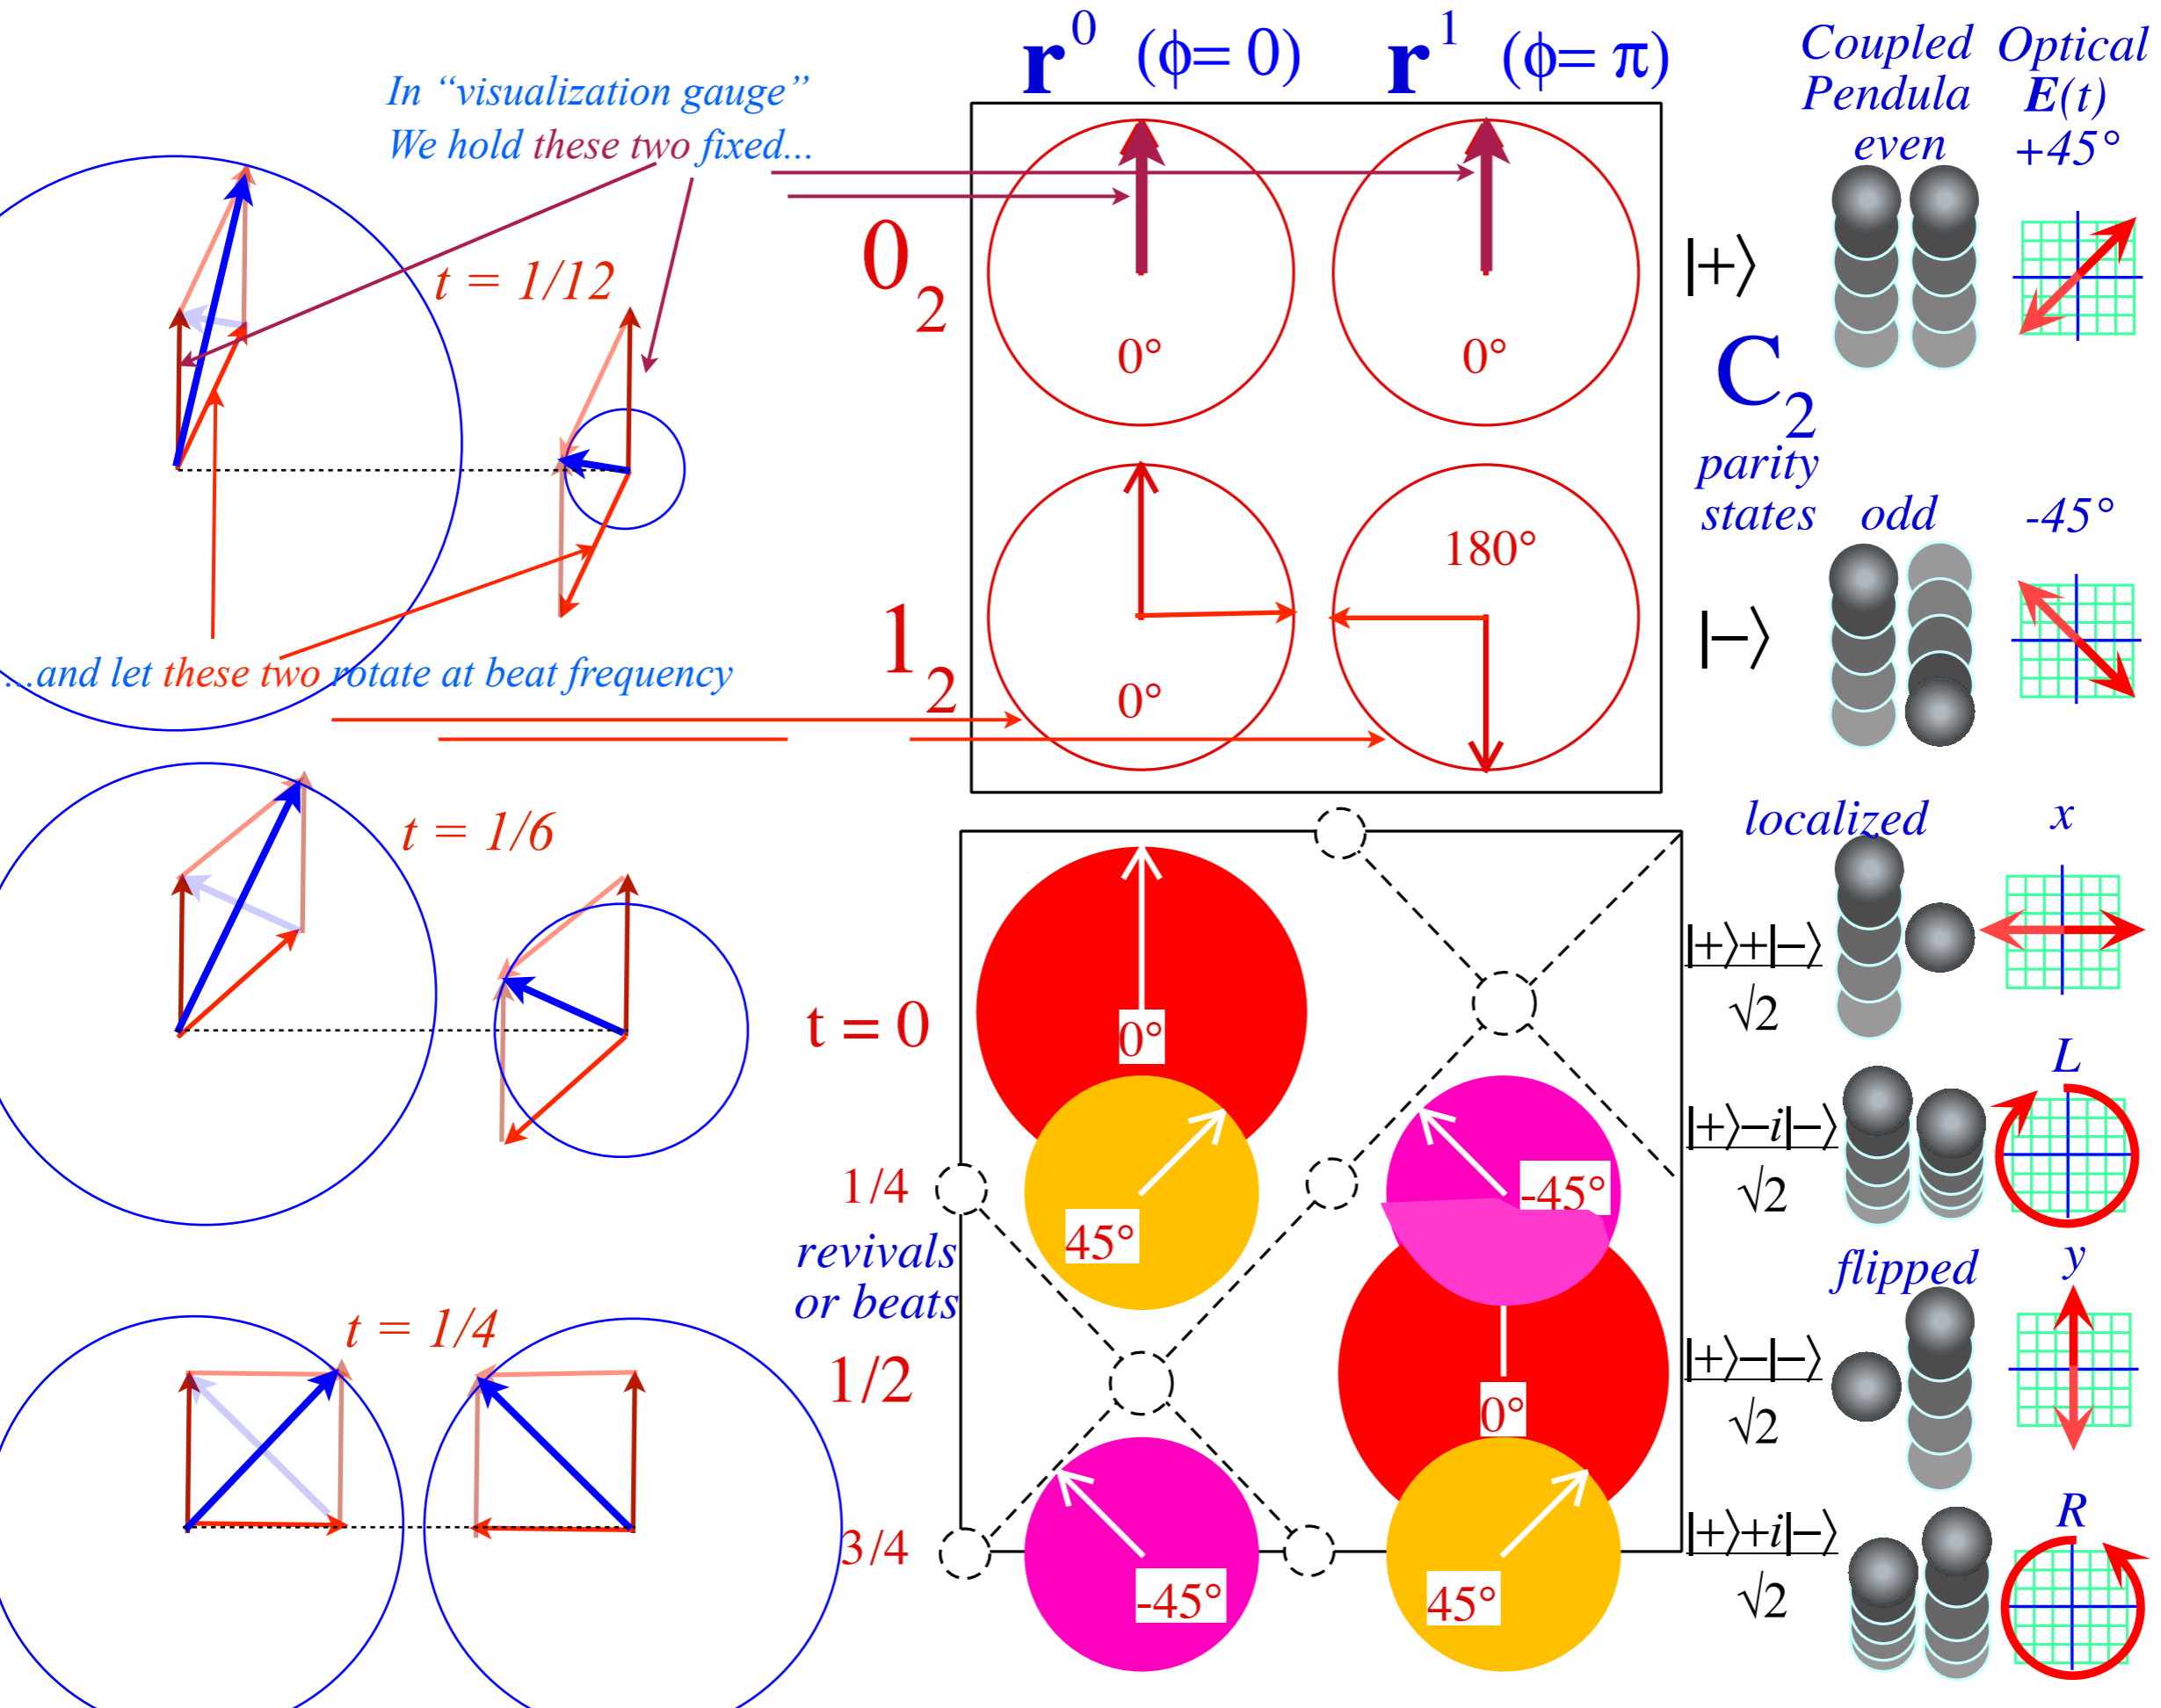 r⁰ (ϕ= 0) r¹ (ϕ= π)
Coupled Pendula
Optical E(t)
In “visualization gauge”
We hold these two fixed...
even
+45°
t = 1/12
0₂
0°
0°
|+⟩
C₂
parity
states
odd
-45°
1₂
0°
180°
|−⟩
...and let these two rotate at beat frequency
t = 1/6
localized
x
t = 0
0°
|+⟩+|−⟩
√2
L
1/4
45°
-45°
|+⟩−i|−⟩
√2
revivals
or beats
flipped
y
t = 1/4
1/2
0°
|+⟩−|−⟩
√2
R
3/4
-45°
45°
|+⟩+i|−⟩
√2